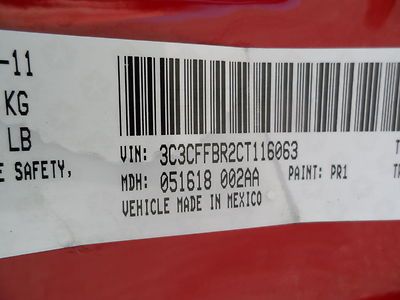 -11
KG
LB
E SAFETY,
VIN: 3C3CFFBR2CT116063
MDH: 051618 002AA PAINT: PR1
VEHICLE MADE IN MEXICO